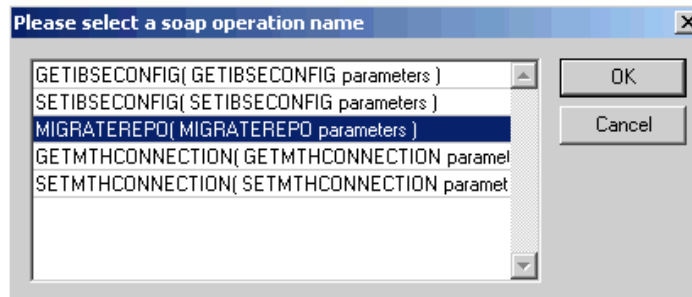 Please select a soap operation name
GETIBSECONFIG( GETIBSECONFIG parameters )
SETIBSECONFIG( SETIBSECONFIG parameters )
MIGRATEREPO( MIGRATEREPO parameters )
GETMTHCONNECTION( GETMTHCONNECTION paramet
SETMTHCONNECTION( SETMTHCONNECTION paramet
OK
Cancel